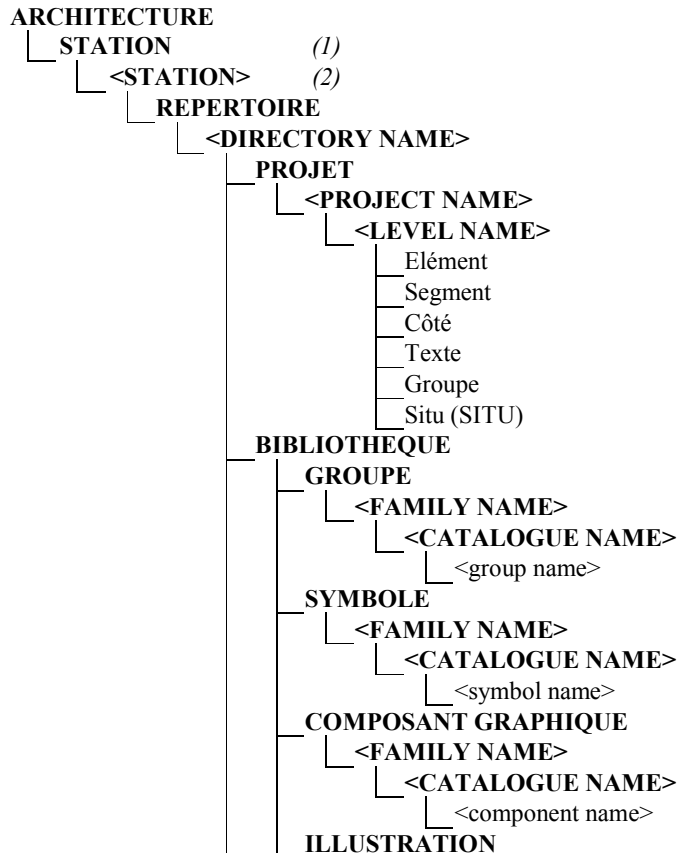 ARCHITECTURE
STATION (1)
<STATION> (2)
REPERTOIRE
<DIRECTORY NAME>
PROJET
<PROJECT NAME>
<LEVEL NAME>
Elément
Segment
Côté
Texte
Groupe
Situ (SITU)
BIBLIOTHEQUE
GROUPE
<FAMILY NAME>
<CATALOGUE NAME>
<group name>
SYMBOLE
<FAMILY NAME>
<CATALOGUE NAME>
<symbol name>
COMPOSANT GRAPHIQUE
<FAMILY NAME>
<CATALOGUE NAME>
<component name>
ILLUSTRATION